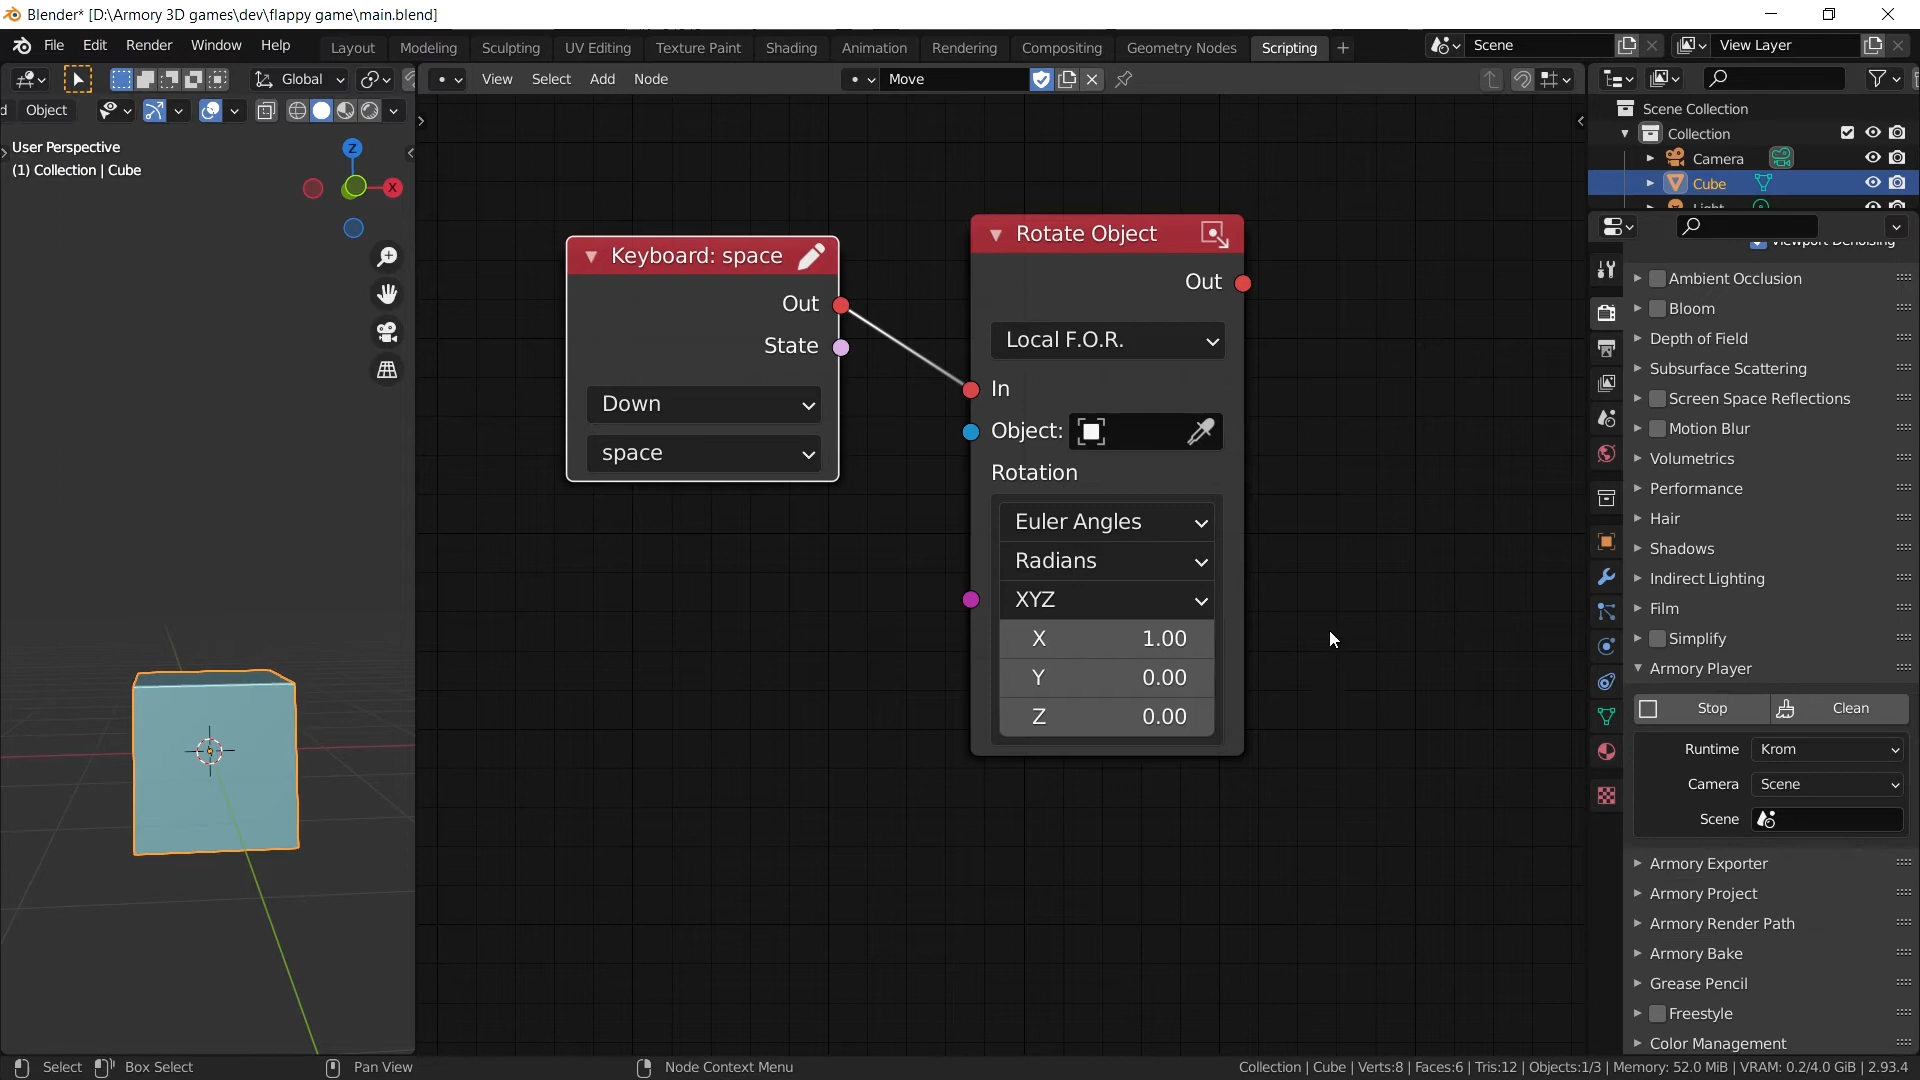 Blender* [D:\Armory 3D games\dev\flappy game\main.blend]
File Edit Render Window Help Layout Modeling Sculpting UV Editing Texture Paint Shading Animation Rendering Compositing Geometry Nodes Scripting + Scene View Layer
Global View Select Add Node Move
d Object
User Perspective
(1) Collection | Cube
Z
X
Keyboard: space
Out
State
Down
space
Rotate Object
Out
Local F.O.R.
In
Object:
Rotation
Euler Angles
Radians
XYZ
X 1.00
Y 0.00
Z 0.00
Scene Collection
Collection
Camera
Cube
Light
Viewport Denoising
Ambient Occlusion
Bloom
Depth of Field
Subsurface Scattering
Screen Space Reflections
Motion Blur
Volumetrics
Performance
Hair
Shadows
Indirect Lighting
Film
Simplify
Armory Player
Stop Clean
Runtime Krom
Camera Scene
Scene
Armory Exporter
Armory Project
Armory Render Path
Armory Bake
Grease Pencil
Freestyle
Color Management
Select Box Select Pan View Node Context Menu Collection | Cube | Verts:8 | Faces:6 | Tris:12 | Objects:1/3 | Memory: 52.0 MiB | VRAM: 0.2/4.0 GiB | 2.93.4